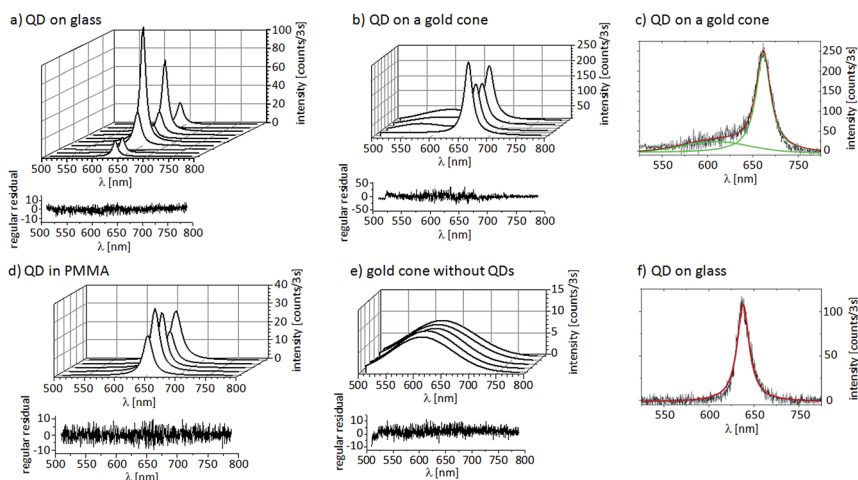 a) QD on glass
100
80
60
40
20
0
intensity [counts/3s]
500 550 600 650 700 750 800
λ [nm]
regular residual
10
0
-10
500 550 600 650 700 750 800
λ [nm]
b) QD on a gold cone
250
200
150
100
50
intensity [counts/3s]
500 550 600 650 700 750 800
λ [nm]
regular residual
50
0
-50
500 550 600 650 700 750 800
λ [nm]
c) QD on a gold cone
250
200
150
100
50
0
intensity [counts/3s]
600 650 750
λ [nm]
d) QD in PMMA
40
30
20
10
0
intensity [counts/3s]
500 550 600 650 700 750 800
λ [nm]
regular residual
10
0
-10
500 550 600 650 700 750 800
λ [nm]
e) gold cone without QDs
15
10
5
0
intensity [counts/3s]
500 550 600 650 700 750 800
λ [nm]
regular residual
10
0
-10
500 550 600 650 700 750 800
λ [nm]
f) QD on glass
100
50
0
intensity [counts/3s]
600 650 750
λ [nm]